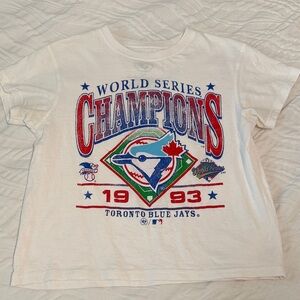 WORLD SERIES
CHAMPIONS
19 93
TORONTO BLUE JAYS®